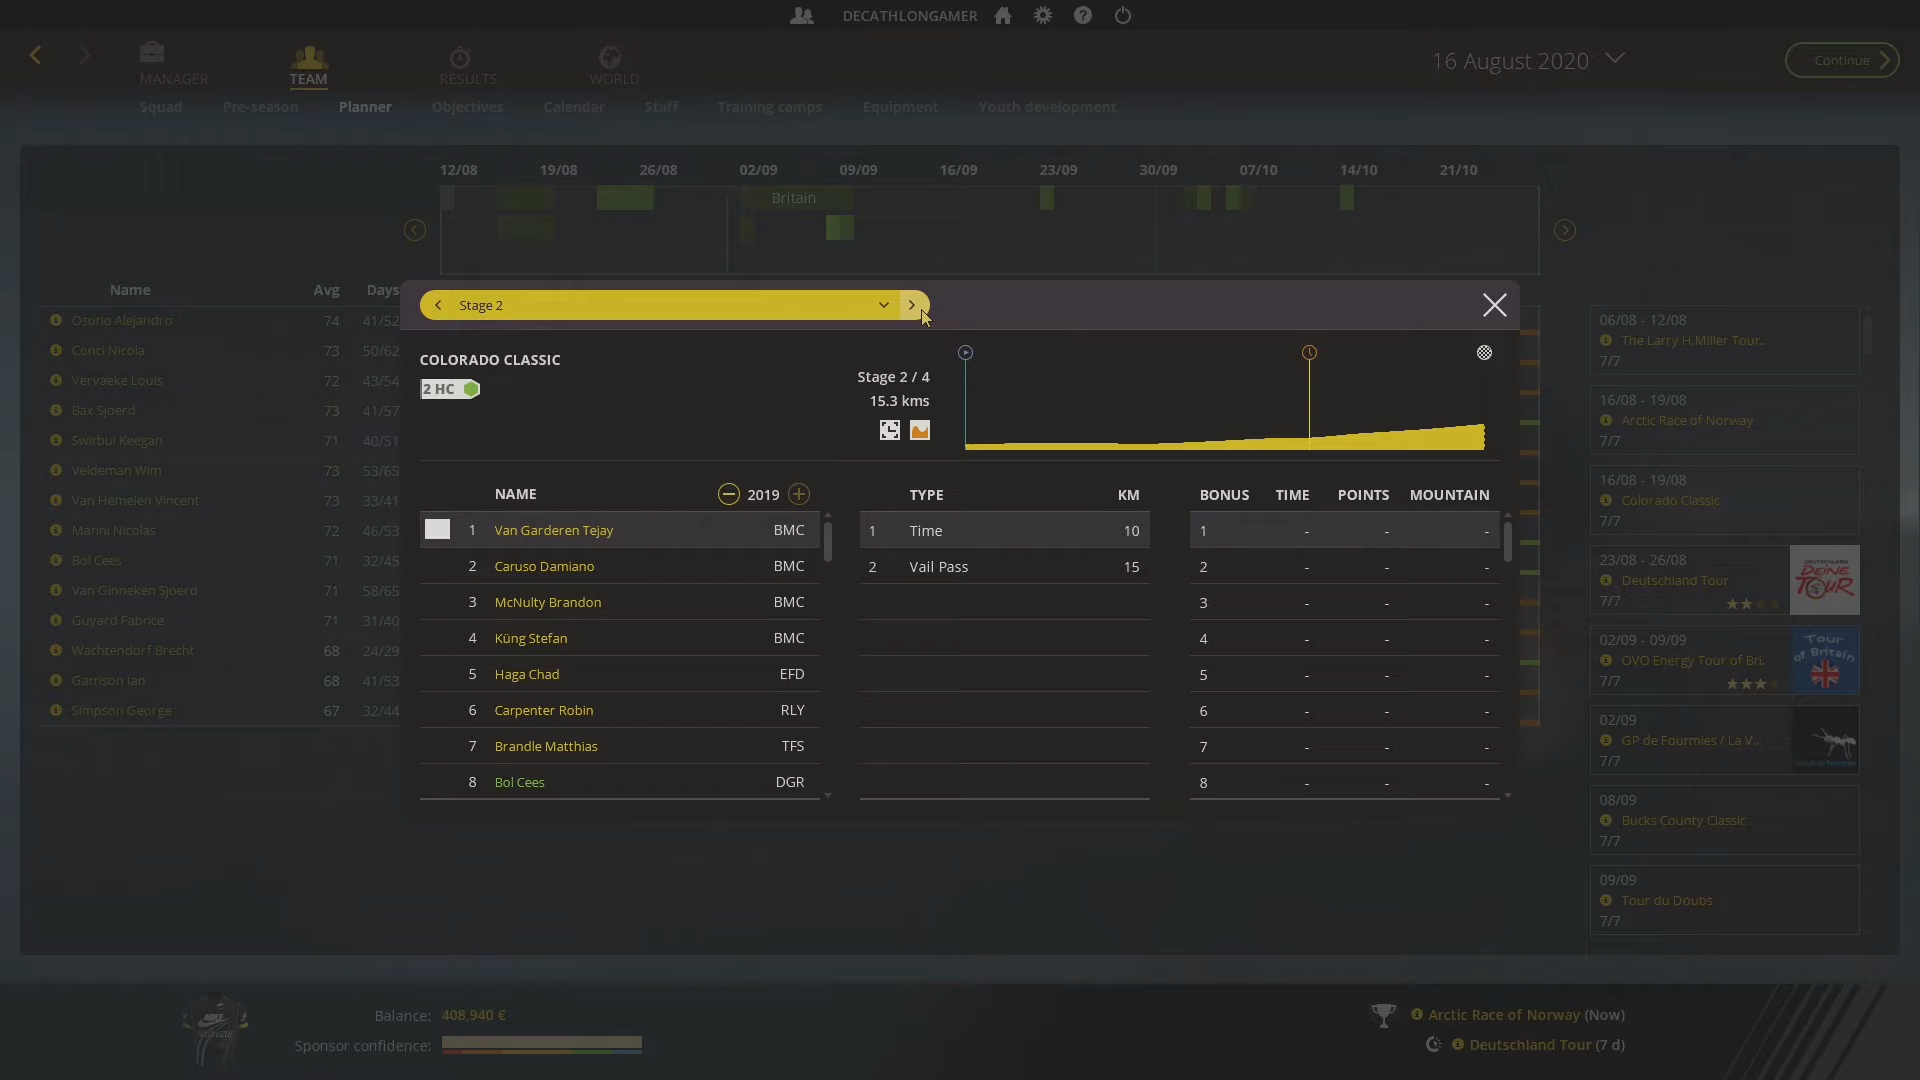 DECATHLONGAMER
MANAGER
TEAM
RESULTS
WORLD
16 August 2020
Continue
Squad
Pre-season
Planner
Objectives
Calendar
Staff
Training camps
Equipment
Youth development
12/08
19/08
26/08
02/09
09/09
16/09
23/09
30/09
07/10
14/10
21/10
Britain
Name Avg Days
Osorio Alejandro 74 41/52
Conci Nicola 73 50/62
Vervaeke Louis 72 43/54
Bax Sjoerd 73 41/57
Swirbul Keegan 71 40/51
Veldeman Wim 73 53/65
Van Hemelen Vincent 73 33/41
Marini Nicolas 72 46/53
Bol Cees 71 32/45
Van Ginneken Sjoerd 71 58/65
Guyard Fabrice 71 31/40
Wachtendorf Brecht 68 24/29
Garrison Ian 68 41/53
Simpson George 67 32/44
Stage 2
COLORADO CLASSIC
2 HC
Stage 2 / 4
15.3 kms
NAME 2019
1 Van Garderen Tejay BMC
2 Caruso Damiano BMC
3 McNulty Brandon BMC
4 Küng Stefan BMC
5 Haga Chad EFD
6 Carpenter Robin RLY
7 Brandle Matthias TFS
8 Bol Cees DGR
TYPE KM
1 Time 10
2 Vail Pass 15
BONUS TIME POINTS MOUNTAIN
1 - - -
2 - - -
3 - - -
4 - - -
5 - - -
6 - - -
7 - - -
8 - - -
06/08 - 12/08
The Larry H.Miller Tour..
7/7
16/08 - 19/08
Arctic Race of Norway
7/7
16/08 - 19/08
Colorado Classic
7/7
23/08 - 26/08
Deutschland Tour
7/7
DEUTSCHLAND
DEINE
TOUR
02/09 - 09/09
OVO Energy Tour of Bri.
7/7
Tour
of Britain
02/09
GP de Fourmies / La V..
7/7
08/09
Bucks County Classic
7/7
09/09
Tour du Doubs
7/7
NIKE
Balance: 408,940 €
Sponsor confidence:
Arctic Race of Norway (Now)
Deutschland Tour (7 d)